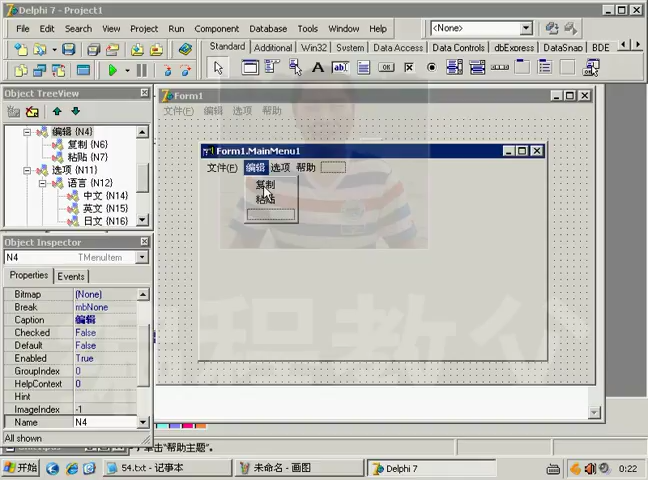 Delphi 7 - Project1
File Edit Search View Project Run Component Database Tools Window Help
<None>
Standard Additional Win32 System Data Access Data Controls dbExpress DataSnap BDE
Object TreeView
编辑 {N4}
复制 {N6}
粘贴 {N7}
选项 {N11}
语言 {N12}
中文 {N14}
英文 {N15}
日文 {N16}
Object Inspector
N4 TMenuItem
Properties Events
Bitmap (None)
Break mbNone
Caption 编辑
Checked False
Default False
Enabled True
GroupIndex 0
HelpContext 0
Hint
ImageIndex -1
Name N4
All shown
Form1
文件(F) 编辑 选项 帮助
Form1.MainMenu1
文件(F) 编辑 选项 帮助
复制
粘贴
编程教父
单击“帮助主题”。
开始 54.txt - 记事本 未命名 - 画图 Delphi 7 0:22